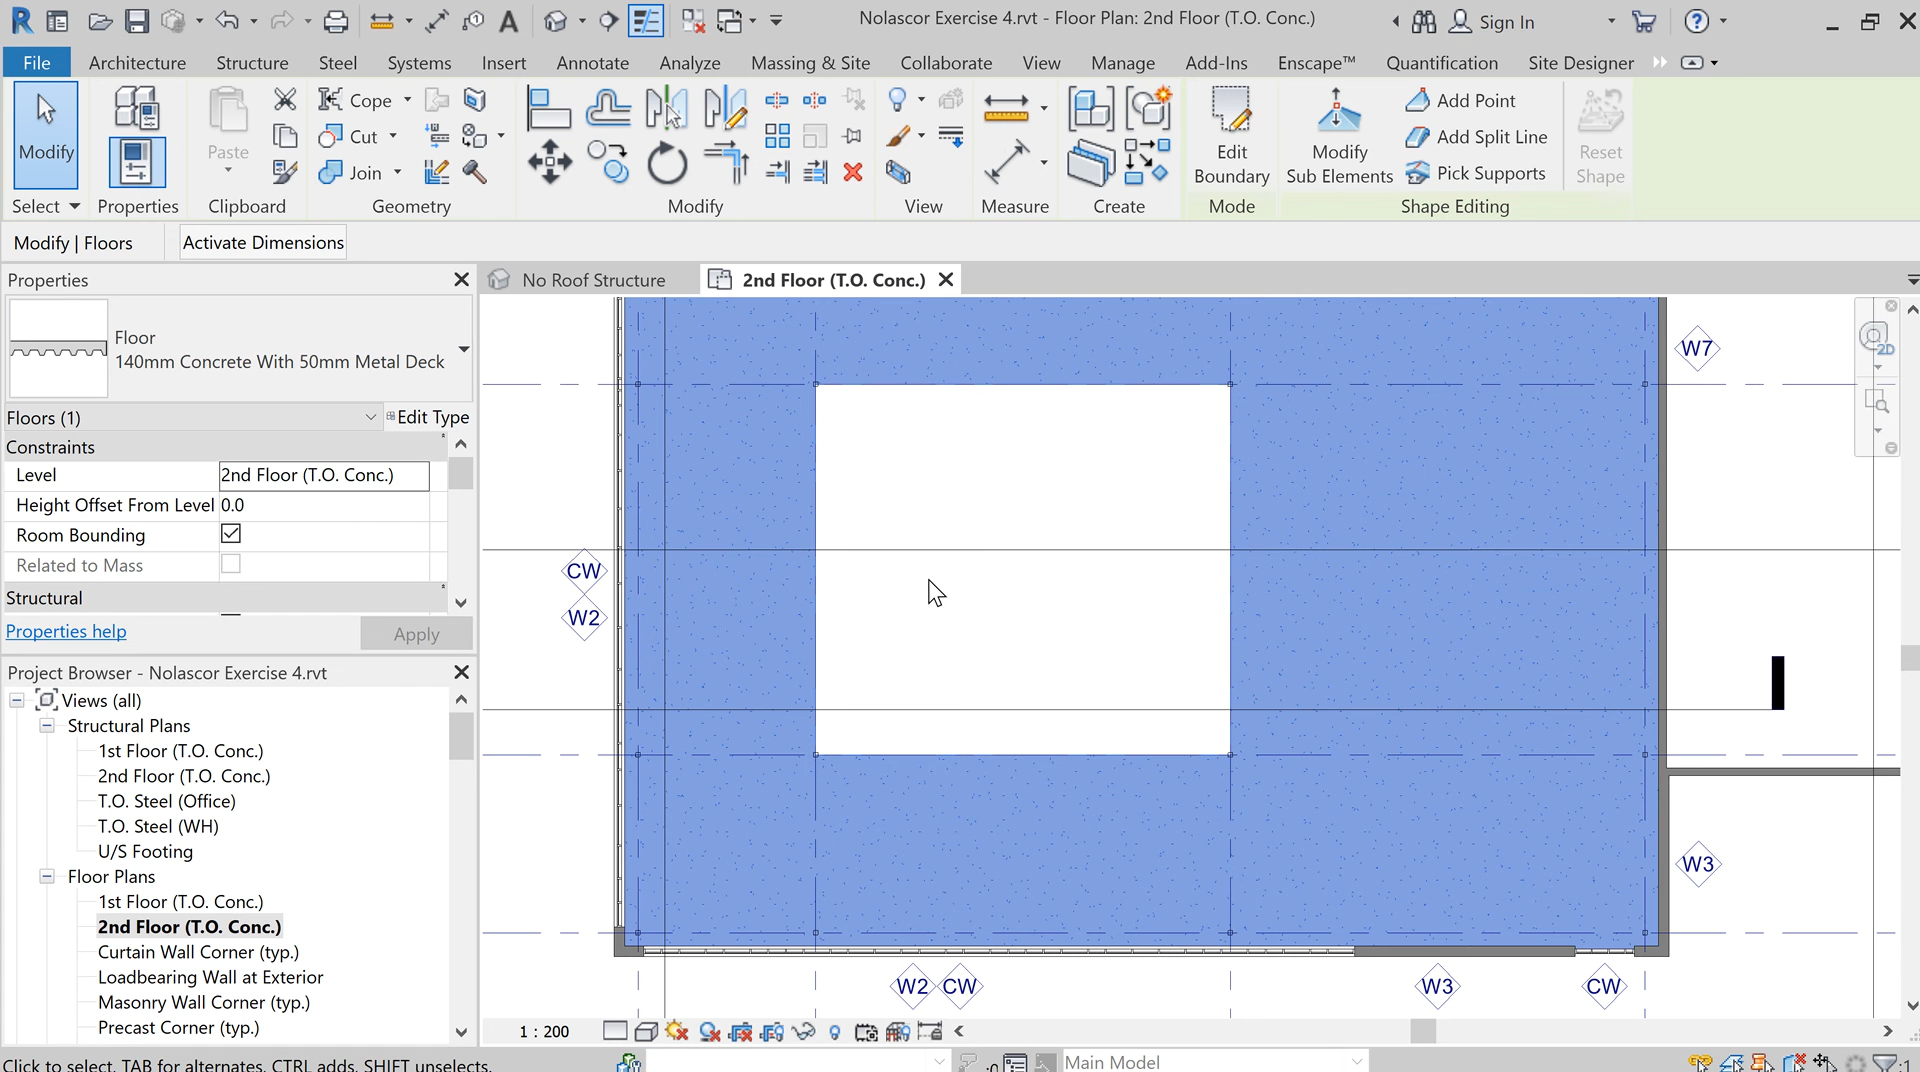 Nolascor Exercise 4.rvt - Floor Plan: 2nd Floor (T.O. Conc.)
Sign In
File Architecture Structure Steel Systems Insert Annotate Analyze Massing & Site Collaborate View Manage Add-Ins Enscape™ Quantification Site Designer
Modify
Paste
Cope
Cut
Join
Edit Boundary
Modify Sub Elements
Add Point
Add Split Line
Pick Supports
Reset Shape
Select Properties Clipboard Geometry Modify View Measure Create Mode Shape Editing
Modify | Floors
Activate Dimensions
Properties
No Roof Structure
2nd Floor (T.O. Conc.)
Floor
140mm Concrete With 50mm Metal Deck
Floors (1)
Edit Type
Constraints
Level 2nd Floor (T.O. Conc.)
Height Offset From Level 0.0
Room Bounding
Related to Mass
Structural
Properties help
Apply
Project Browser - Nolascor Exercise 4.rvt
Views (all)
Structural Plans
1st Floor (T.O. Conc.)
2nd Floor (T.O. Conc.)
T.O. Steel (Office)
T.O. Steel (WH)
U/S Footing
Floor Plans
1st Floor (T.O. Conc.)
2nd Floor (T.O. Conc.)
Curtain Wall Corner (typ.)
Loadbearing Wall at Exterior
Masonry Wall Corner (typ.)
Precast Corner (typ.)
W7
2D
CW
W2
W3
W2 CW W3 CW
1 : 200
Click to select, TAB for alternates, CTRL adds, SHIFT unselects.
:0
Main Model
:1